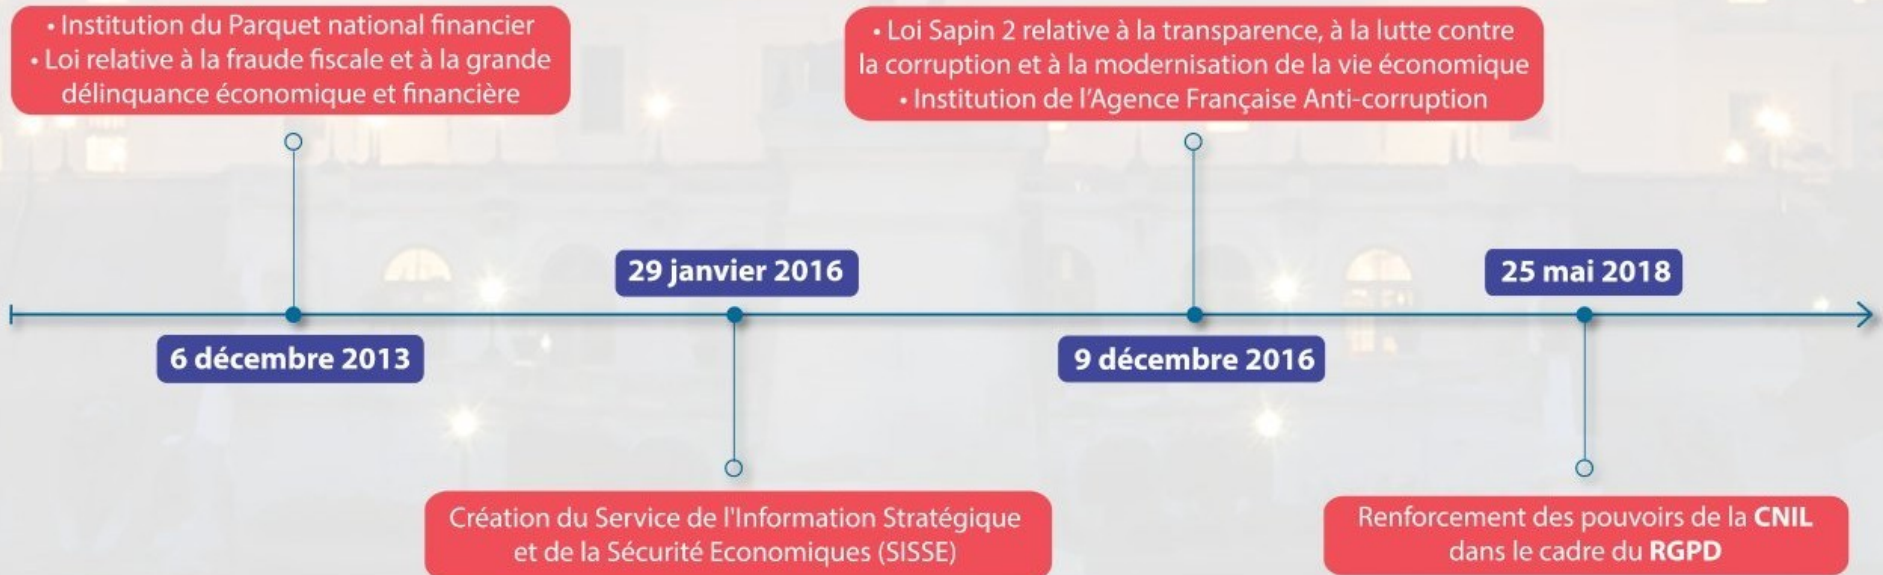 • Institution du Parquet national financier
• Loi relative à la fraude fiscale et à la grande
délinquance économique et financière
• Loi Sapin 2 relative à la transparence, à la lutte contre
la corruption et à la modernisation de la vie économique
• Institution de l'Agence Française Anti-corruption
29 janvier 2016
25 mai 2018
6 décembre 2013
9 décembre 2016
Création du Service de l'Information Stratégique
et de la Sécurité Economiques (SISSE)
Renforcement des pouvoirs de la CNIL
dans le cadre du RGPD